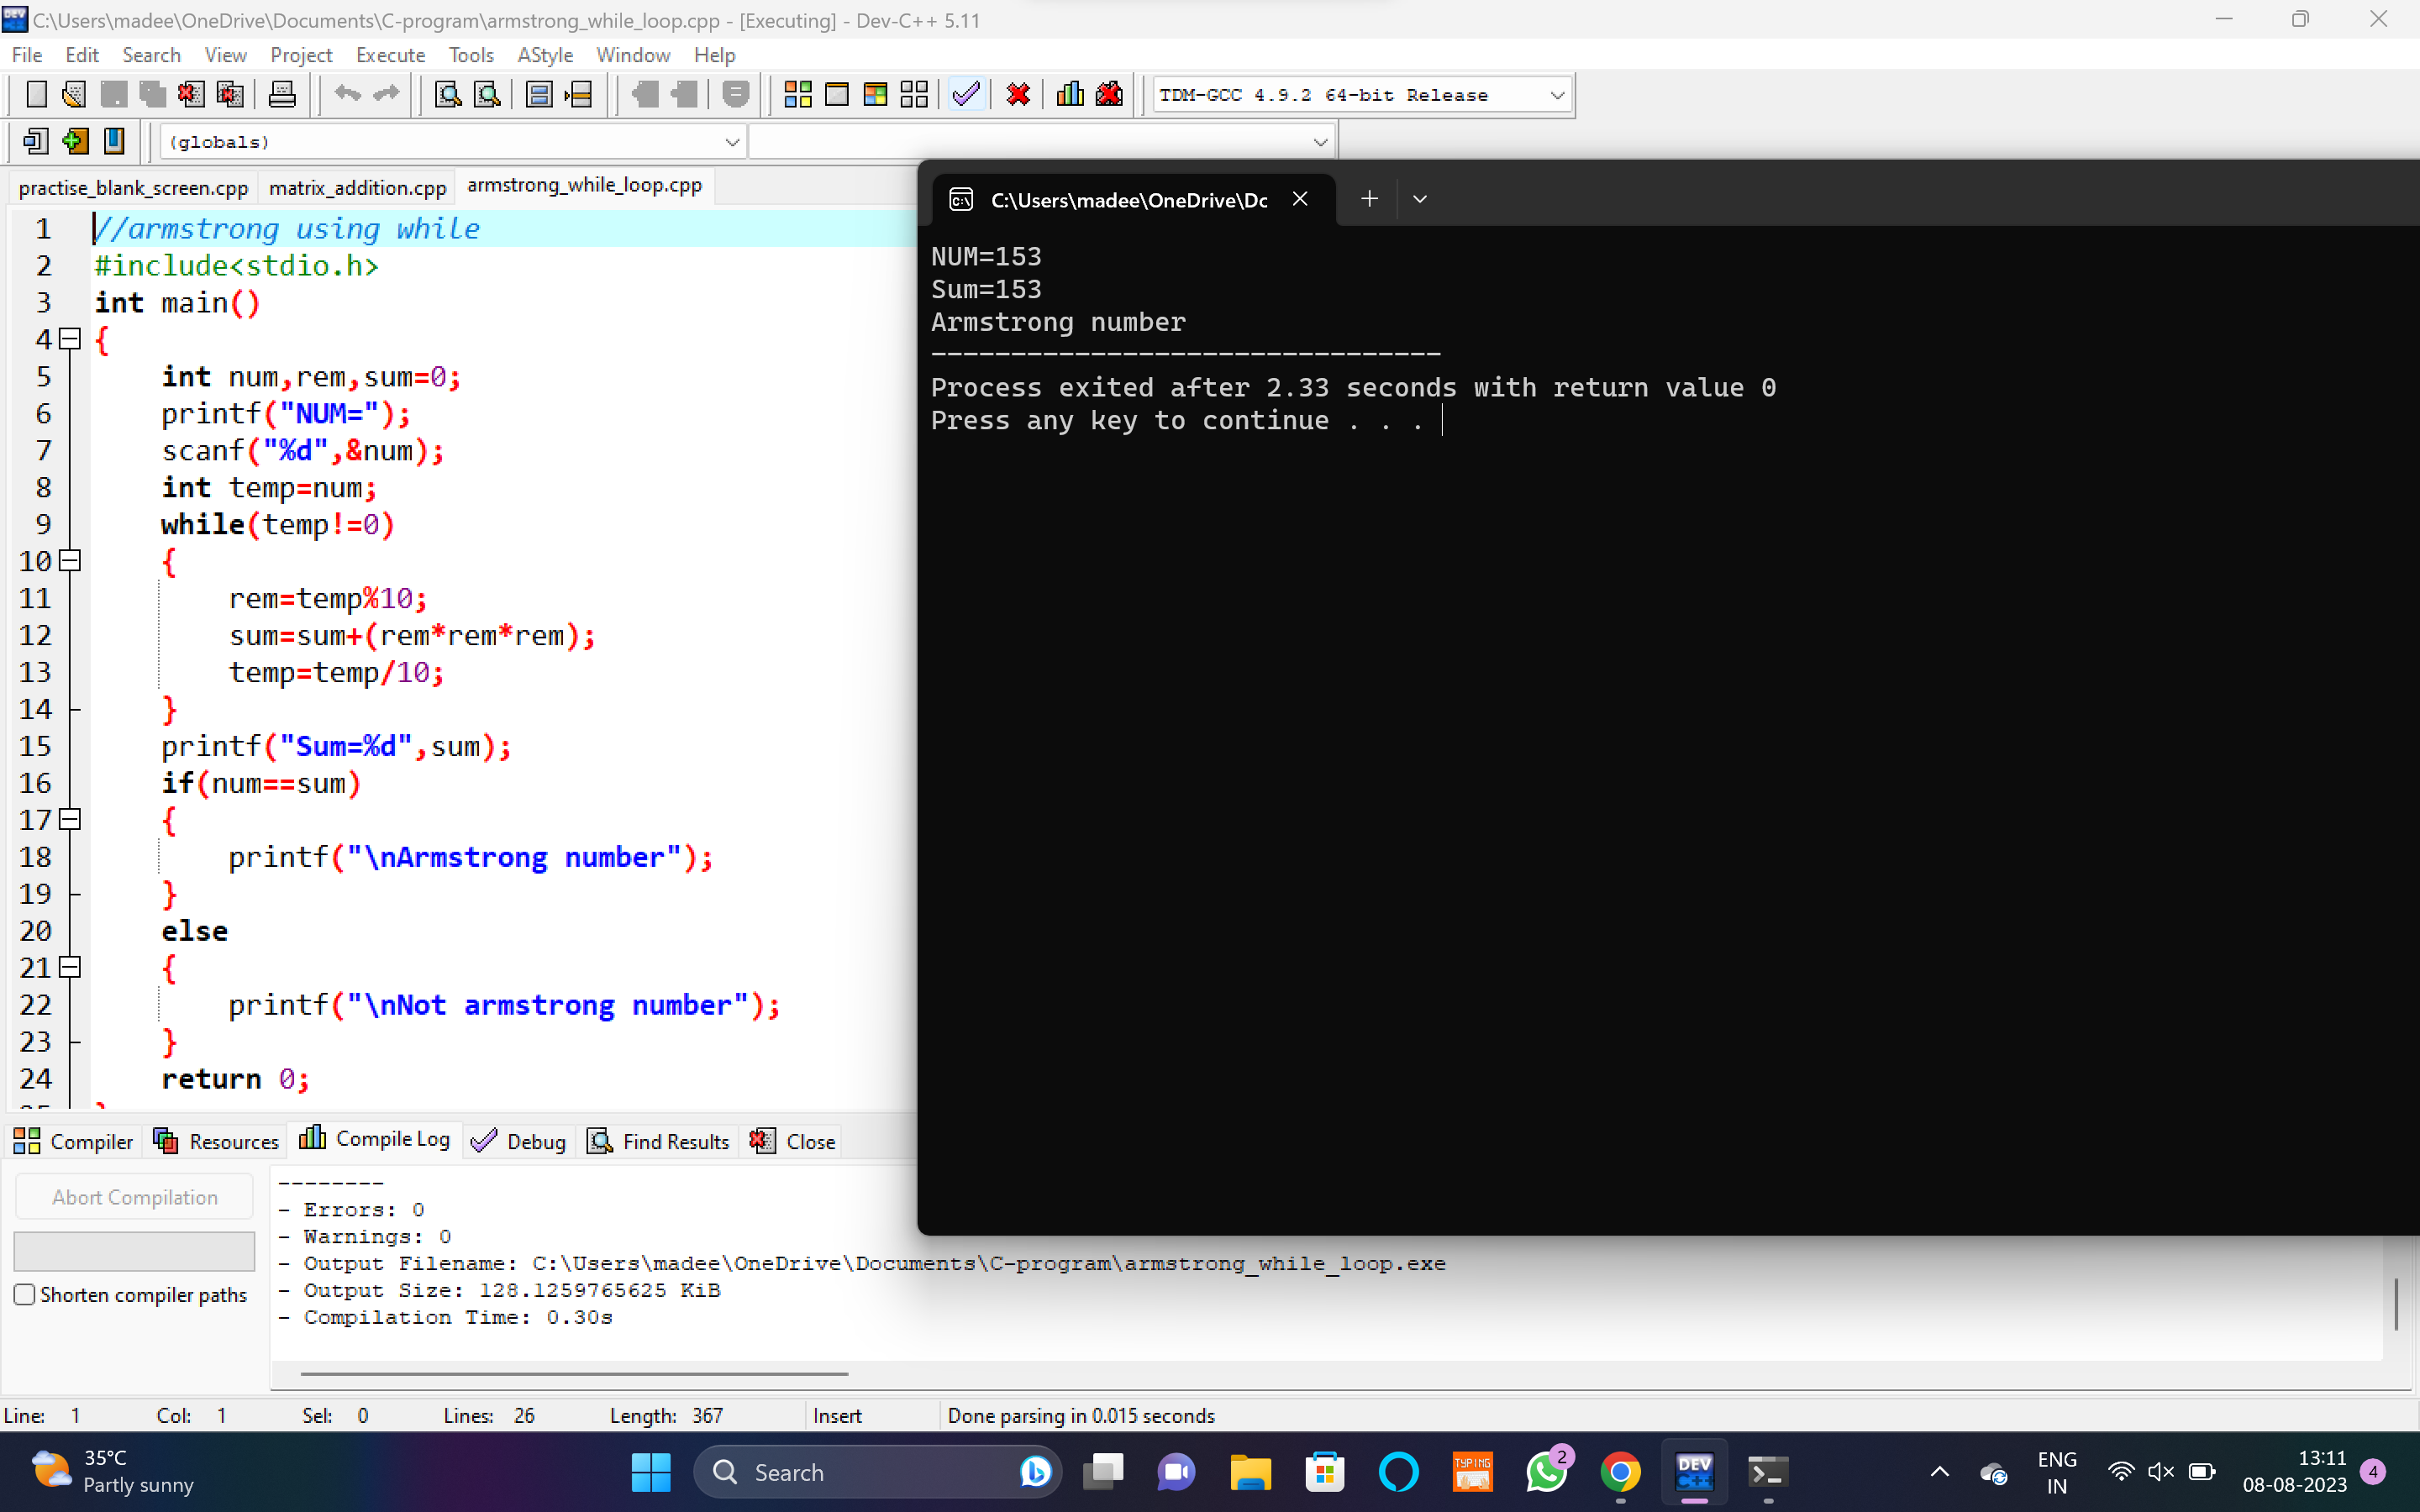 C:\Users\madee\OneDrive\Documents\C-program\armstrong_while_loop.cpp - [Executing] - Dev-C++ 5.11
File Edit Search View Project Execute Tools AStyle Window Help
TDM-GCC 4.9.2 64-bit Release
(globals)
practise_blank_screen.cpp matrix_addition.cpp armstrong_while_loop.cpp
1 //armstrong using while
2 #include<stdio.h>
3 int main()
4 {
5 int num,rem,sum=0;
6 printf("NUM=");
7 scanf("%d",&num);
8 int temp=num;
9 while(temp!=0)
10 {
11 rem=temp%10;
12 sum=sum+(rem*rem*rem);
13 temp=temp/10;
14 }
15 printf("Sum=%d",sum);
16 if(num==sum)
17 {
18 printf("\nArmstrong number");
19 }
20 else
21 {
22 printf("\nNot armstrong number");
23 }
24 return 0;
C:\Users\madee\OneDrive\Dc
NUM=153
Sum=153
Armstrong number
--------------------------------
Process exited after 2.33 seconds with return value 0
Press any key to continue . . .
Compiler Resources Compile Log Debug Find Results Close
Abort Compilation
Shorten compiler paths
--------
- Errors: 0
- Warnings: 0
- Output Filename: C:\Users\madee\OneDrive\Documents\C-program\armstrong_while_loop.exe
- Output Size: 128.1259765625 KiB
- Compilation Time: 0.30s
Line: 1 Col: 1 Sel: 0 Lines: 26 Length: 367 Insert Done parsing in 0.015 seconds
35°C
Partly sunny
Search
TYPING
2
DEV
C++
ENG
IN
13:11
08-08-2023
4